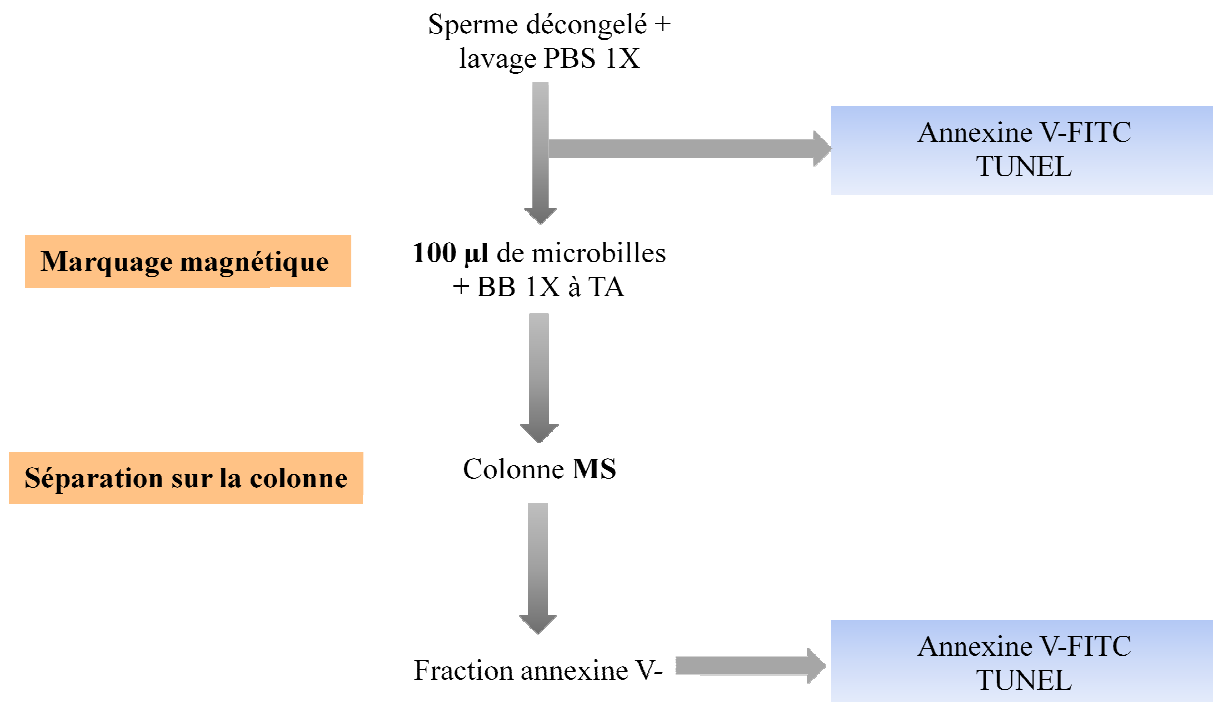 Sperme décongelé +
lavage PBS 1X
Annexine V-FITC
TUNEL
Marquage magnétique
100 µl de microbilles
+ BB 1X à TA
Séparation sur la colonne
Colonne MS
Fraction annexine V-
Annexine V-FITC
TUNEL